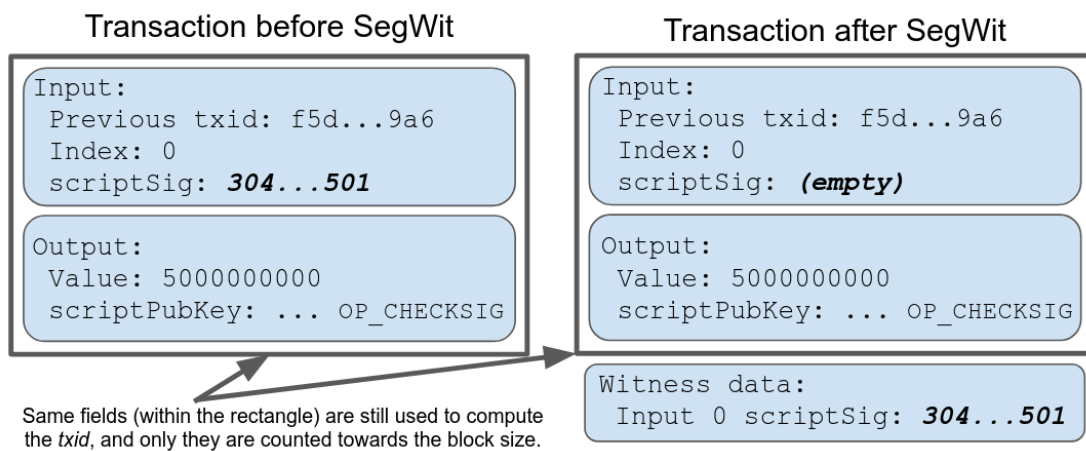 Transaction before SegWit
Input:
Previous txid: f5d...9a6
Index: 0
scriptSig: 304...501
Output:
Value: 5000000000
scriptPubKey: ... OP_CHECKSIG
Same fields (within the rectangle) are still used to compute
the txid, and only they are counted towards the block size.
Transaction after SegWit
Input:
Previous txid: f5d...9a6
Index: 0
scriptSig: (empty)
Output:
Value: 5000000000
scriptPubKey: ... OP_CHECKSIG
Witness data:
Input 0 scriptSig: 304...501